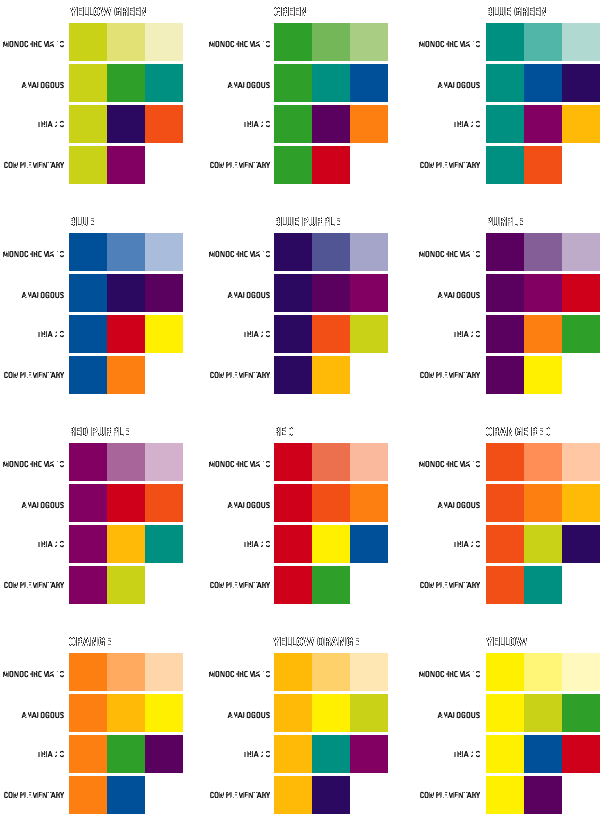 YELLOW GREEN
MONOCHROMATIC
ANALOGOUS
TRIADIC
COMPLEMENTARY
GREEN
MONOCHROMATIC
ANALOGOUS
TRIADIC
COMPLEMENTARY
BLUE GREEN
MONOCHROMATIC
ANALOGOUS
TRIADIC
COMPLEMENTARY
BLUE
MONOCHROMATIC
ANALOGOUS
TRIADIC
COMPLEMENTARY
BLUE PURPLE
MONOCHROMATIC
ANALOGOUS
TRIADIC
COMPLEMENTARY
PURPLE
MONOCHROMATIC
ANALOGOUS
TRIADIC
COMPLEMENTARY
RED PURPLE
MONOCHROMATIC
ANALOGOUS
TRIADIC
COMPLEMENTARY
RED
MONOCHROMATIC
ANALOGOUS
TRIADIC
COMPLEMENTARY
ORANGE RED
MONOCHROMATIC
ANALOGOUS
TRIADIC
COMPLEMENTARY
ORANGE
MONOCHROMATIC
ANALOGOUS
TRIADIC
COMPLEMENTARY
YELLOW ORANGE
MONOCHROMATIC
ANALOGOUS
TRIADIC
COMPLEMENTARY
YELLOW
MONOCHROMATIC
ANALOGOUS
TRIADIC
COMPLEMENTARY